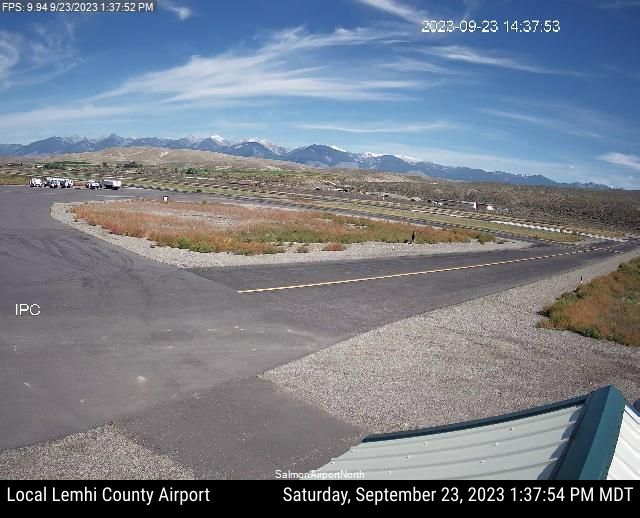 FPS: 9.94 9/23/2023 1:37:52 PM
2023-09-23 14:37:53
IPC
SalmonAirportNorth
Local Lemhi County Airport Saturday, September 23, 2023 1:37:54 PM MDT